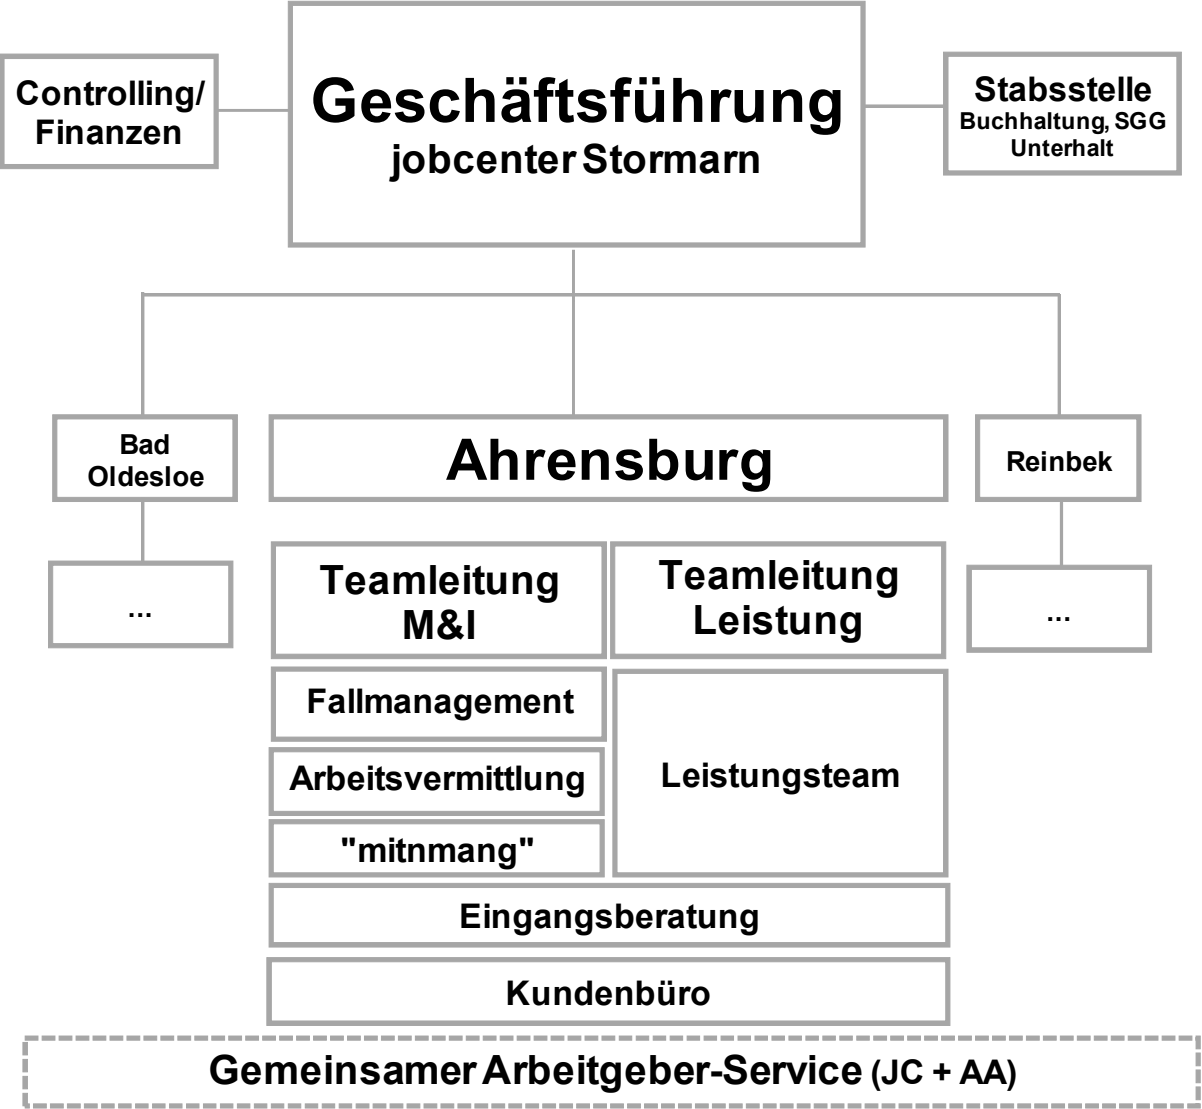 Controlling/
Finanzen
Geschäftsführung
jobcenter Stormarn
Stabsstelle
Buchhaltung, SGG
Unterhalt
Bad
Oldesloe
Ahrensburg
Reinbek
...
Teamleitung
M&I
Teamleitung
Leistung
...
Fallmanagement
Arbeitsvermittlung
"mitnmang"
Leistungsteam
Eingangsberatung
Kundenbüro
Gemeinsamer Arbeitgeber-Service (JC + AA)